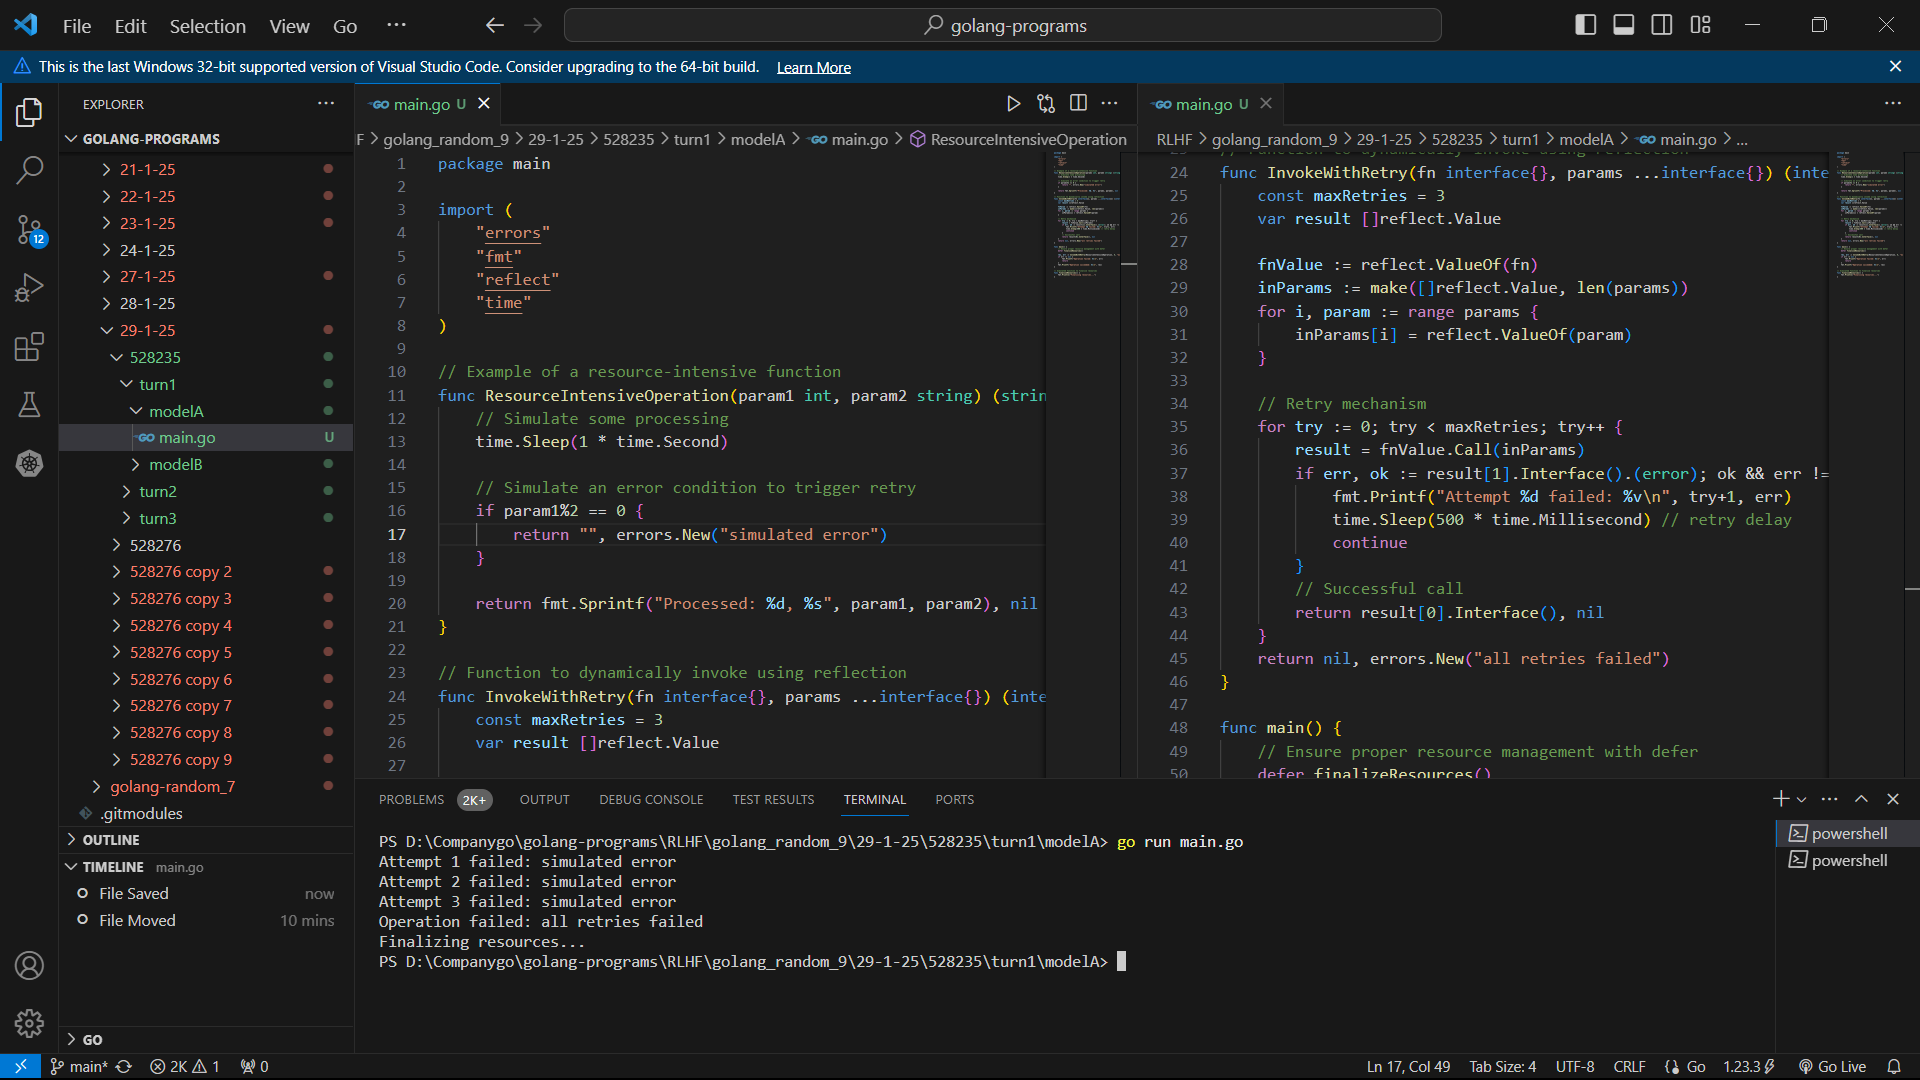 File Edit Selection View Go ··· golang-programs
This is the last Windows 32-bit supported version of Visual Studio Code. Consider upgrading to the 64-bit build. Learn More
EXPLORER
GOLANG-PROGRAMS
21-1-25
22-1-25
23-1-25
24-1-25
27-1-25
28-1-25
29-1-25
528235
turn1
modelA
main.go U
modelB
turn2
turn3
528276
528276 copy 2
528276 copy 3
528276 copy 4
528276 copy 5
528276 copy 6
528276 copy 7
528276 copy 8
528276 copy 9
golang-random_7
.gitmodules
OUTLINE
TIMELINE main.go
File Saved now
File Moved 10 mins
GO
12
main.go U
F > golang_random_9 > 29-1-25 > 528235 > turn1 > modelA > main.go > ResourceIntensiveOperation
1 package main
2
3 import (
4 "errors"
5 "fmt"
6 "reflect"
7 "time"
8 )
9
10 // Example of a resource-intensive function
11 func ResourceIntensiveOperation(param1 int, param2 string) (strin
12 // Simulate some processing
13 time.Sleep(1 * time.Second)
14
15 // Simulate an error condition to trigger retry
16 if param1%2 == 0 {
17 return "", errors.New("simulated error")
18 }
19
20 return fmt.Sprintf("Processed: %d, %s", param1, param2), nil
21 }
22
23 // Function to dynamically invoke using reflection
24 func InvokeWithRetry(fn interface{}, params ...interface{}) (inte
25 const maxRetries = 3
26 var result []reflect.Value
27
main.go U
RLHF > golang_random_9 > 29-1-25 > 528235 > turn1 > modelA > main.go > ...
23 // Function to dynamically invoke using reflection
24 func InvokeWithRetry(fn interface{}, params ...interface{}) (inte
25 const maxRetries = 3
26 var result []reflect.Value
27
28 fnValue := reflect.ValueOf(fn)
29 inParams := make([]reflect.Value, len(params))
30 for i, param := range params {
31 inParams[i] = reflect.ValueOf(param)
32 }
33
34 // Retry mechanism
35 for try := 0; try < maxRetries; try++ {
36 result = fnValue.Call(inParams)
37 if err, ok := result[1].Interface().(error); ok && err !=
38 fmt.Printf("Attempt %d failed: %v\n", try+1, err)
39 time.Sleep(500 * time.Millisecond) // retry delay
40 continue
41 }
42 // Successful call
43 return result[0].Interface(), nil
44 }
45 return nil, errors.New("all retries failed")
46 }
47
48 func main() {
49 // Ensure proper resource management with defer
50 defer finalizeResources()
PROBLEMS 2K+ OUTPUT DEBUG CONSOLE TEST RESULTS TERMINAL PORTS
PS D:\Companygo\golang-programs\RLHF\golang_random_9\29-1-25\528235\turn1\modelA> go run main.go
Attempt 1 failed: simulated error
Attempt 2 failed: simulated error
Attempt 3 failed: simulated error
Operation failed: all retries failed
Finalizing resources...
PS D:\Companygo\golang-programs\RLHF\golang_random_9\29-1-25\528235\turn1\modelA>
powershell
powershell
main* 2K 1 0 Ln 17, Col 49 Tab Size: 4 UTF-8 CRLF Go 1.23.3 Go Live